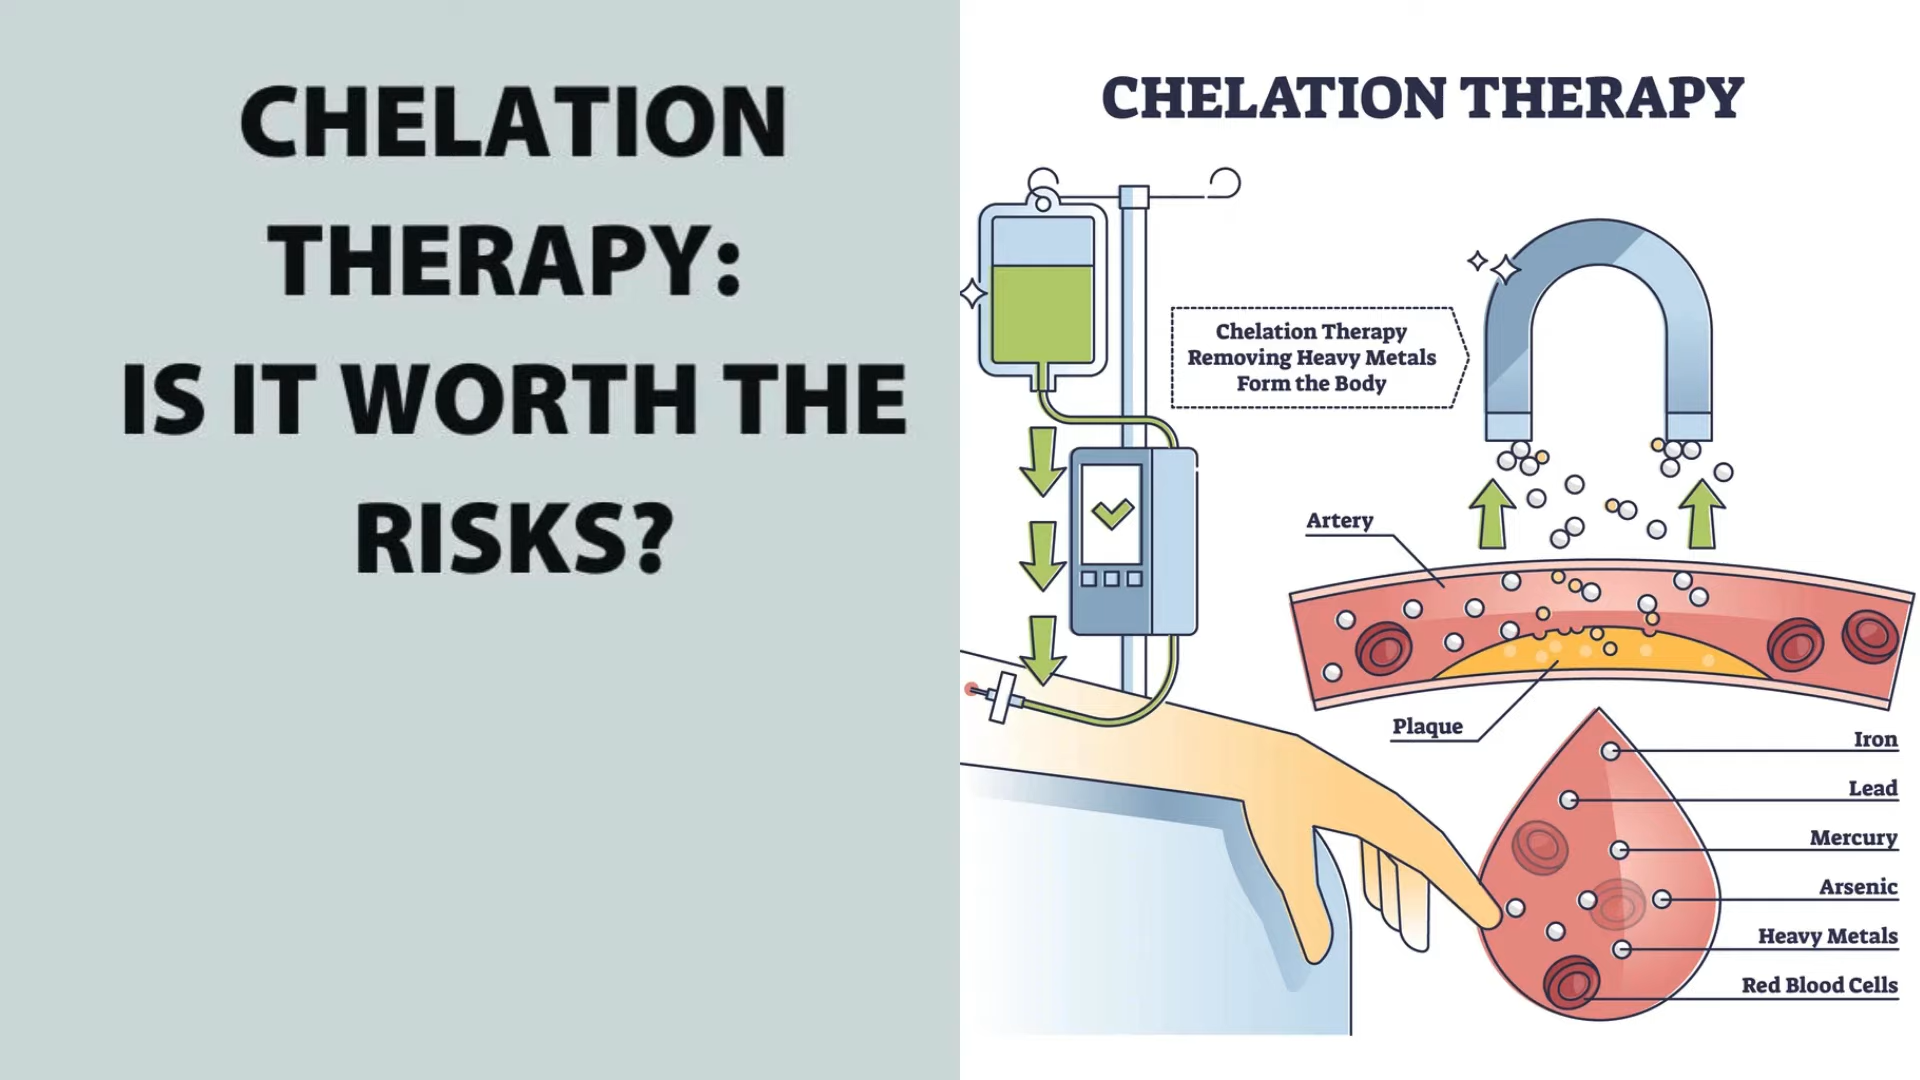 CHELATION
THERAPY:
IS IT WORTH THE
RISKS?
CHELATION THERAPY
Chelation Therapy
Removing Heavy Metals
Form the Body
Artery
Plaque
Iron
Lead
Mercury
Arsenic
Heavy Metals
Red Blood Cells